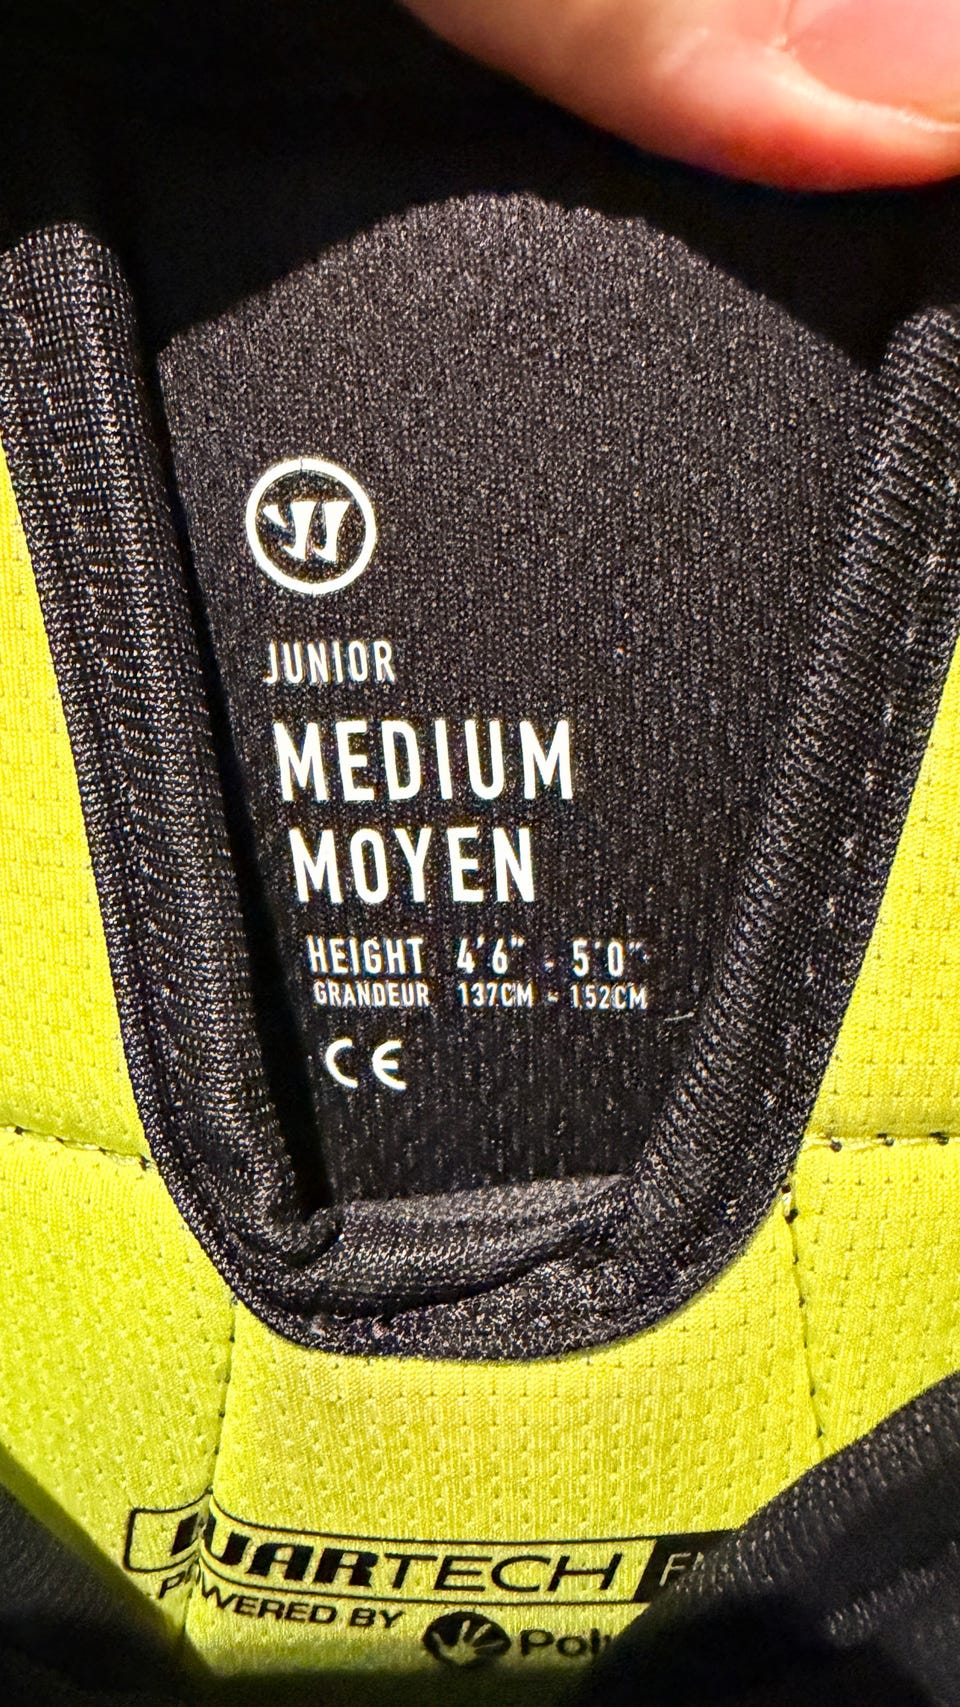 JUNIOR
MEDIUM
MOYEN
HEIGHT 4'6" - 5'0"
GRANDEUR 137CM - 152CM
CE
WARTECH
POWERED BY